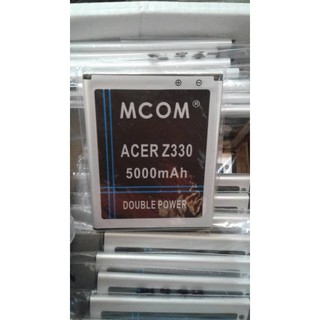 MCOM®
ACER Z330
5000mAh
DOUBLE POWER